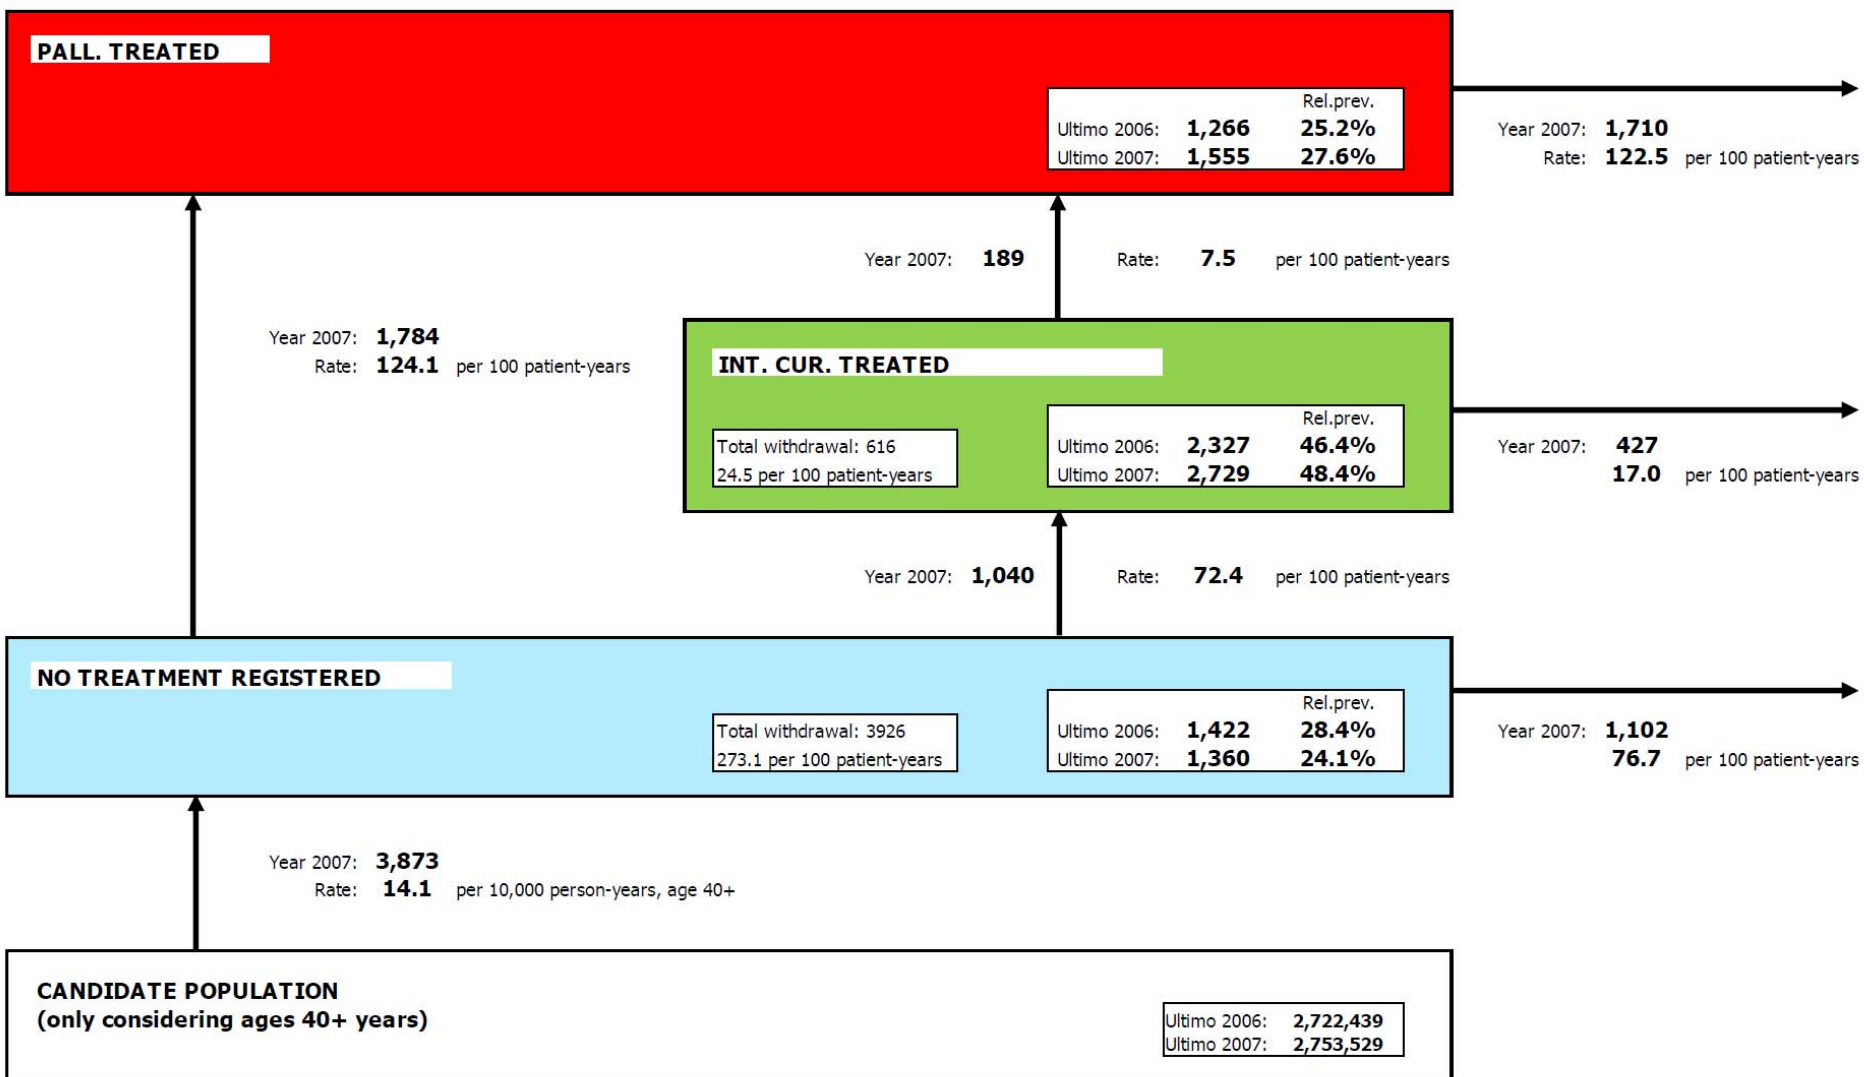 PALL. TREATED
Rel.prev.
Ultimo 2006: 1,266 25.2%
Ultimo 2007: 1,555 27.6%
Year 2007: 1,710
Rate: 122.5 per 100 patient-years
Year 2007: 189 Rate: 7.5 per 100 patient-years
Year 2007: 1,784
Rate: 124.1 per 100 patient-years
INT. CUR. TREATED
Total withdrawal: 616
24.5 per 100 patient-years
Rel.prev.
Ultimo 2006: 2,327 46.4%
Ultimo 2007: 2,729 48.4%
Year 2007: 427
17.0 per 100 patient-years
Year 2007: 1,040 Rate: 72.4 per 100 patient-years
NO TREATMENT REGISTERED
Total withdrawal: 3926
273.1 per 100 patient-years
Rel.prev.
Ultimo 2006: 1,422 28.4%
Ultimo 2007: 1,360 24.1%
Year 2007: 1,102
76.7 per 100 patient-years
Year 2007: 3,873
Rate: 14.1 per 10,000 person-years, age 40+
CANDIDATE POPULATION
(only considering ages 40+ years)
Ultimo 2006: 2,722,439
Ultimo 2007: 2,753,529